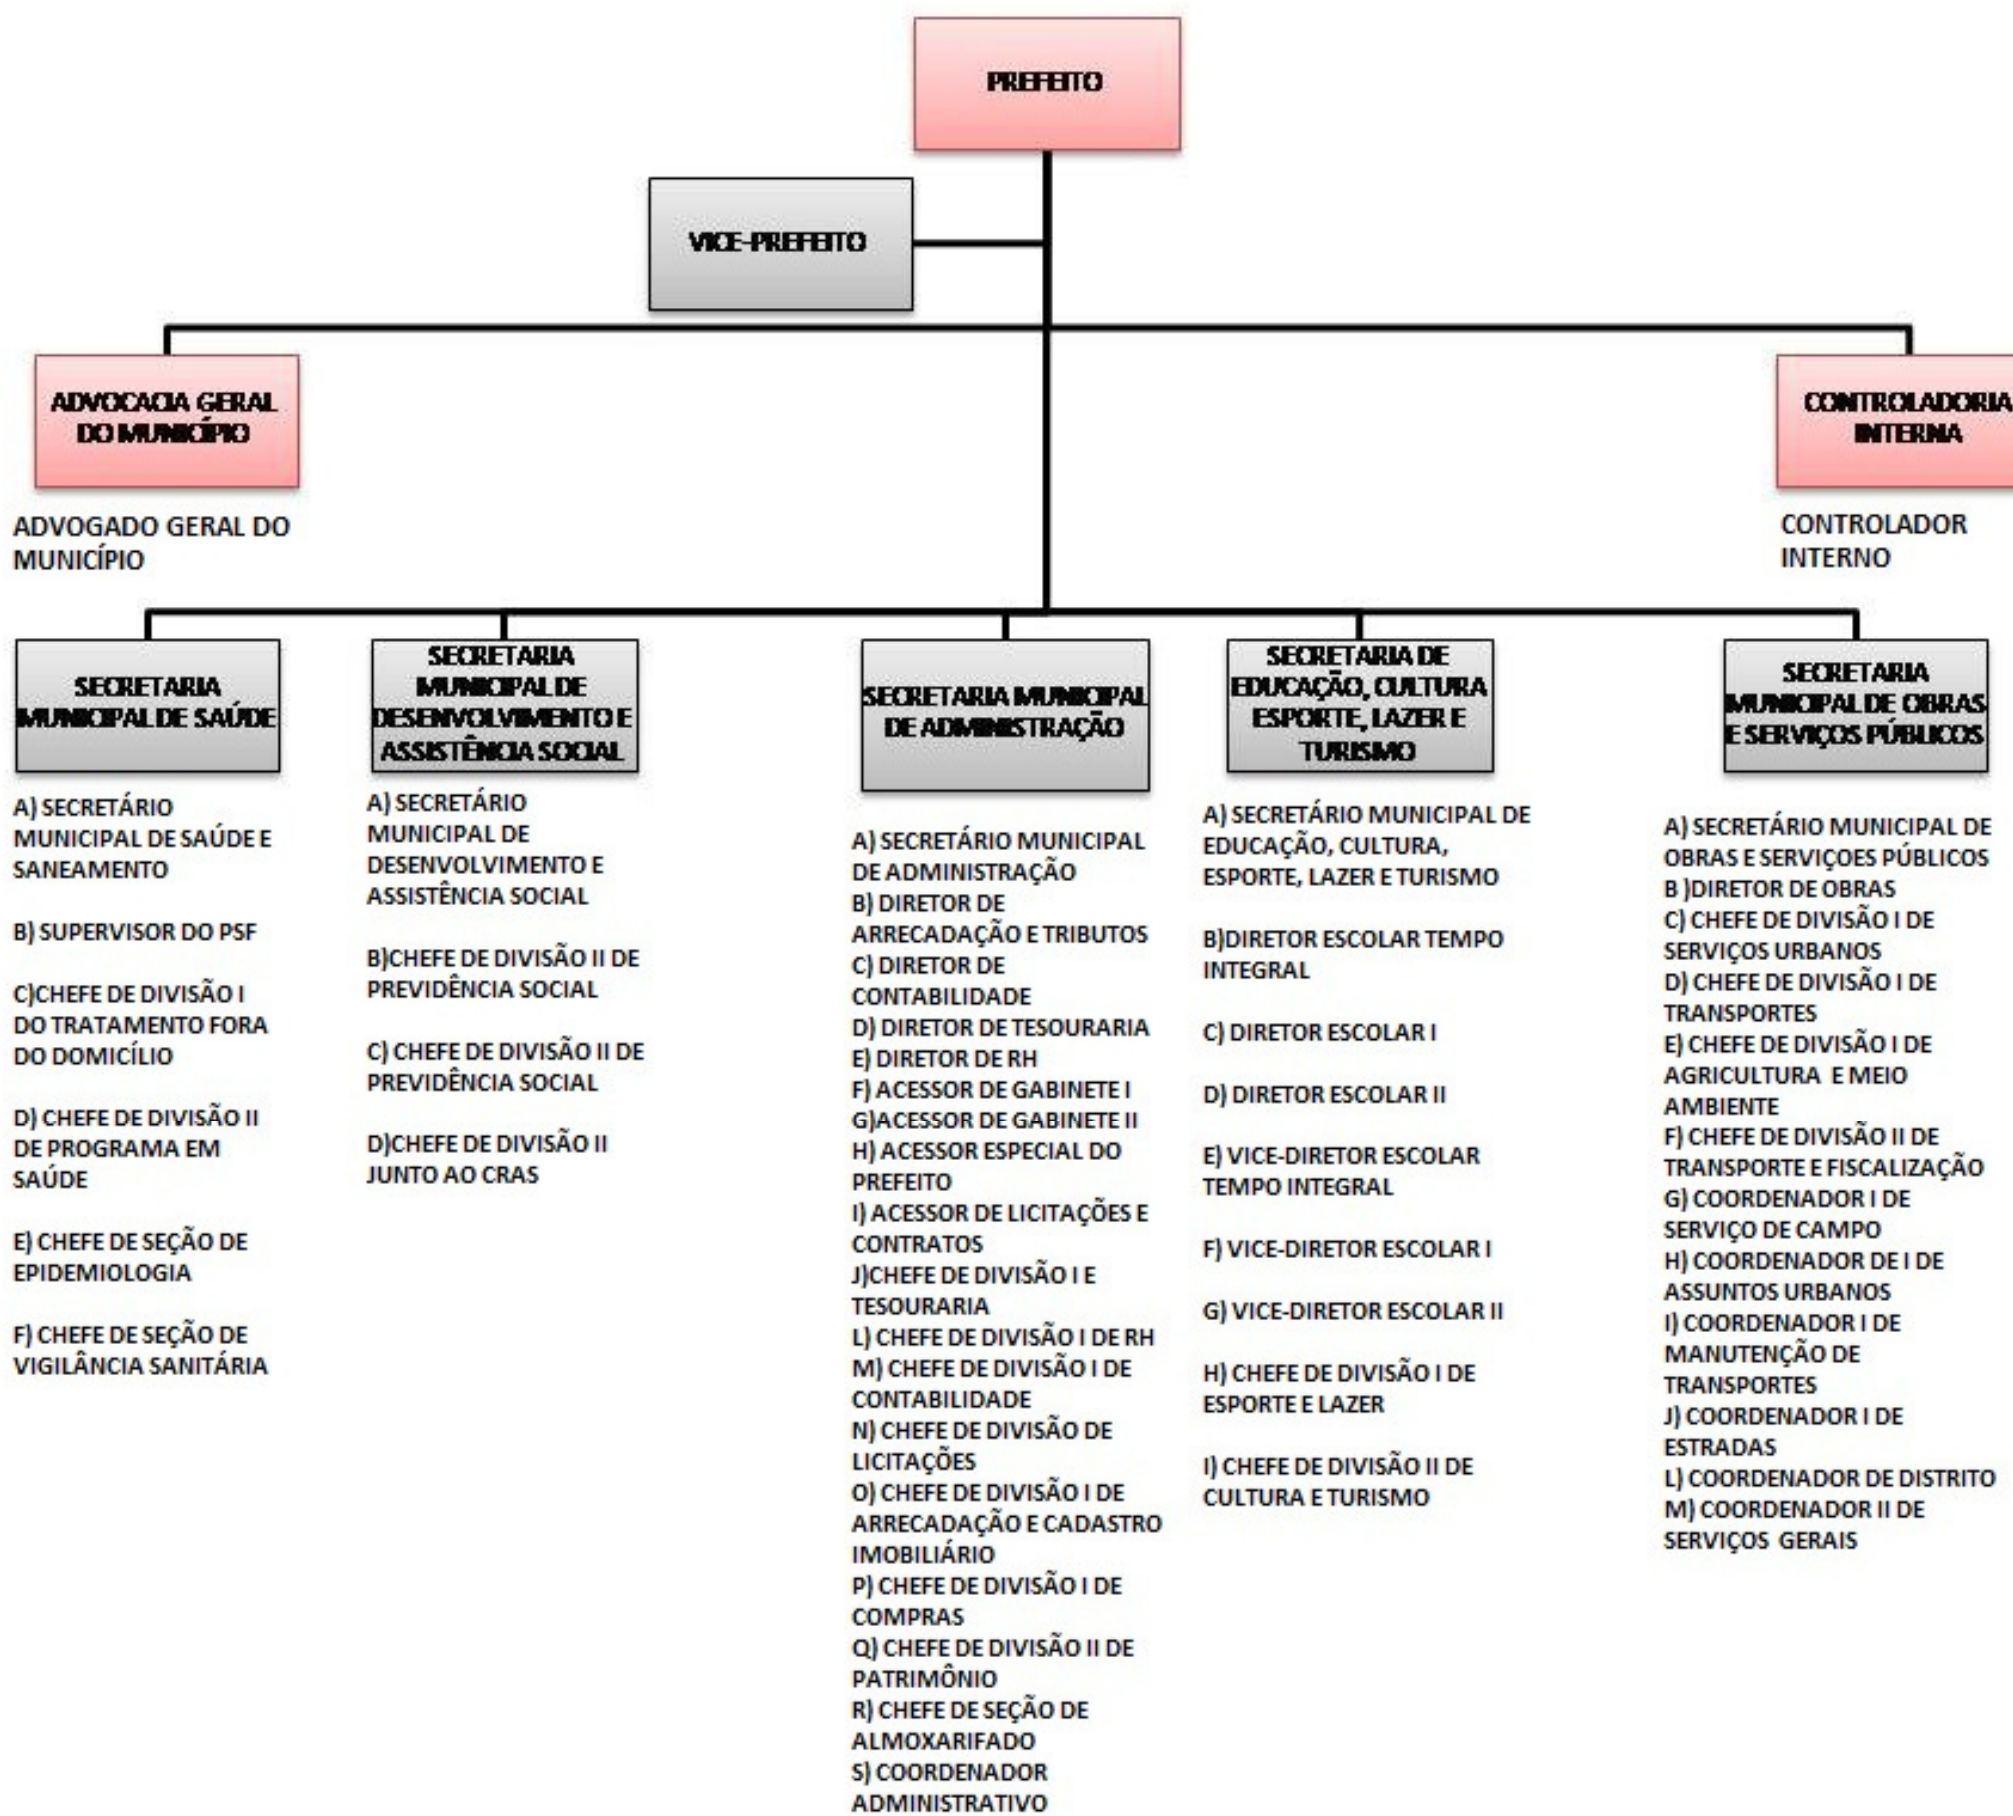 PREFEITO
VICE-PREFEITO
ADVOCACIA GERAL
DO MUNICÍPIO
CONTROLADORIA
INTERNA
ADVOGADO GERAL DO
MUNICÍPIO
CONTROLADOR
INTERNO
SECRETARIA
MUNICIPAL DE SAÚDE
A) SECRETÁRIO
MUNICIPAL DE SAÚDE E
SANEAMENTO
B) SUPERVISOR DO PSF
C)CHEFE DE DIVISÃO I
DO TRATAMENTO FORA
DO DOMICÍLIO
D) CHEFE DE DIVISÃO II
DE PROGRAMA EM
SAÚDE
E) CHEFE DE SEÇÃO DE
EPIDEMIOLOGIA
F) CHEFE DE SEÇÃO DE
VIGILÂNCIA SANITÁRIA
SECRETARIA
MUNICIPAL DE
DESENVOLVIMENTO E
ASSISTÊNCIA SOCIAL
A) SECRETÁRIO
MUNICIPAL DE
DESENVOLVIMENTO E
ASSISTÊNCIA SOCIAL
B)CHEFE DE DIVISÃO II DE
PREVIDÊNCIA SOCIAL
C) CHEFE DE DIVISÃO II DE
PREVIDÊNCIA SOCIAL
D)CHEFE DE DIVISÃO II
JUNTO AO CRAS
SECRETARIA MUNICIPAL
DE ADMINISTRAÇÃO
A) SECRETÁRIO MUNICIPAL
DE ADMINISTRAÇÃO
B) DIRETOR DE
ARRECADAÇÃO E TRIBUTOS
C) DIRETOR DE
CONTABILIDADE
D) DIRETOR DE TESOURARIA
E) DIRETOR DE RH
F) ACESSOR DE GABINETE I
G)ACESSOR DE GABINETE II
H) ACESSOR ESPECIAL DO
PREFEITO
I) ACESSOR DE LICITAÇÕES E
CONTRATOS
J)CHEFE DE DIVISÃO I E
TESOURARIA
L) CHEFE DE DIVISÃO I DE RH
M) CHEFE DE DIVISÃO I DE
CONTABILIDADE
N) CHEFE DE DIVISÃO DE
LICITAÇÕES
O) CHEFE DE DIVISÃO I DE
ARRECADAÇÃO E CADASTRO
IMOBILIÁRIO
P) CHEFE DE DIVISÃO I DE
COMPRAS
Q) CHEFE DE DIVISÃO II DE
PATRIMÔNIO
R) CHEFE DE SEÇÃO DE
ALMOXARIFADO
S) COORDENADOR
ADMINISTRATIVO
SECRETARIA DE
EDUCAÇÃO, CULTURA
ESPORTE, LAZER E
TURISMO
A) SECRETÁRIO MUNICIPAL DE
EDUCAÇÃO, CULTURA,
ESPORTE, LAZER E TURISMO
B)DIRETOR ESCOLAR TEMPO
INTEGRAL
C) DIRETOR ESCOLAR I
D) DIRETOR ESCOLAR II
E) VICE-DIRETOR ESCOLAR
TEMPO INTEGRAL
F) VICE-DIRETOR ESCOLAR I
G) VICE-DIRETOR ESCOLAR II
H) CHEFE DE DIVISÃO I DE
ESPORTE E LAZER
I) CHEFE DE DIVISÃO II DE
CULTURA E TURISMO
SECRETARIA
MUNICIPAL DE OBRAS
E SERVIÇOS PÚBLICOS
A) SECRETÁRIO MUNICIPAL DE
OBRAS E SERVIÇOES PÚBLICOS
B )DIRETOR DE OBRAS
C) CHEFE DE DIVISÃO I DE
SERVIÇOS URBANOS
D) CHEFE DE DIVISÃO I DE
TRANSPORTES
E) CHEFE DE DIVISÃO I DE
AGRICULTURA E MEIO
AMBIENTE
F) CHEFE DE DIVISÃO II DE
TRANSPORTE E FISCALIZAÇÃO
G) COORDENADOR I DE
SERVIÇO DE CAMPO
H) COORDENADOR DE I DE
ASSUNTOS URBANOS
I) COORDENADOR I DE
MANUTENÇÃO DE
TRANSPORTES
J) COORDENADOR I DE
ESTRADAS
L) COORDENADOR DE DISTRITO
M) COORDENADOR II DE
SERVIÇOS GERAIS